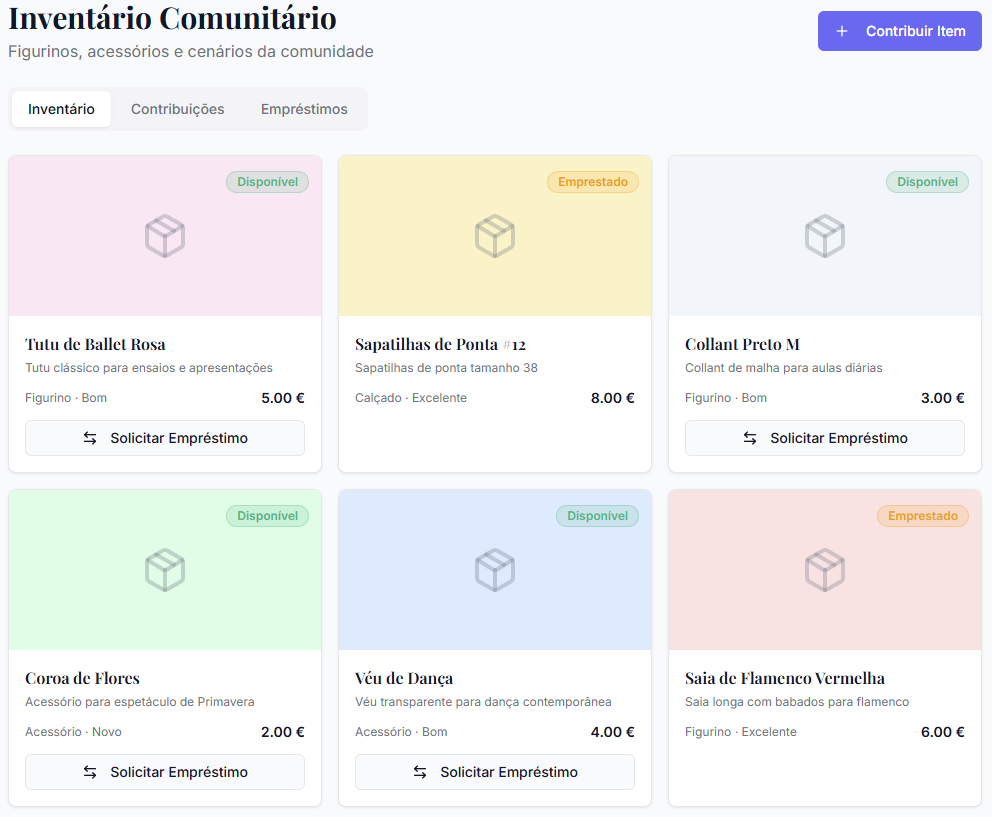 Inventário Comunitário
Figurinos, acessórios e cenários da comunidade
+ Contribuir Item
Inventário Contribuições Empréstimos
Disponível
Tutu de Ballet Rosa
Tutu clássico para ensaios e apresentações
Figurino · Bom 5.00 €
Solicitar Empréstimo
Emprestado
Sapatilhas de Ponta #12
Sapatilhas de ponta tamanho 38
Calçado · Excelente 8.00 €
Disponível
Collant Preto M
Collant de malha para aulas diárias
Figurino · Bom 3.00 €
Solicitar Empréstimo
Disponível
Coroa de Flores
Acessório para espetáculo de Primavera
Acessório · Novo 2.00 €
Solicitar Empréstimo
Disponível
Véu de Dança
Véu transparente para dança contemporânea
Acessório · Bom 4.00 €
Solicitar Empréstimo
Emprestado
Saia de Flamenco Vermelha
Saia longa com babados para flamenco
Figurino · Excelente 6.00 €